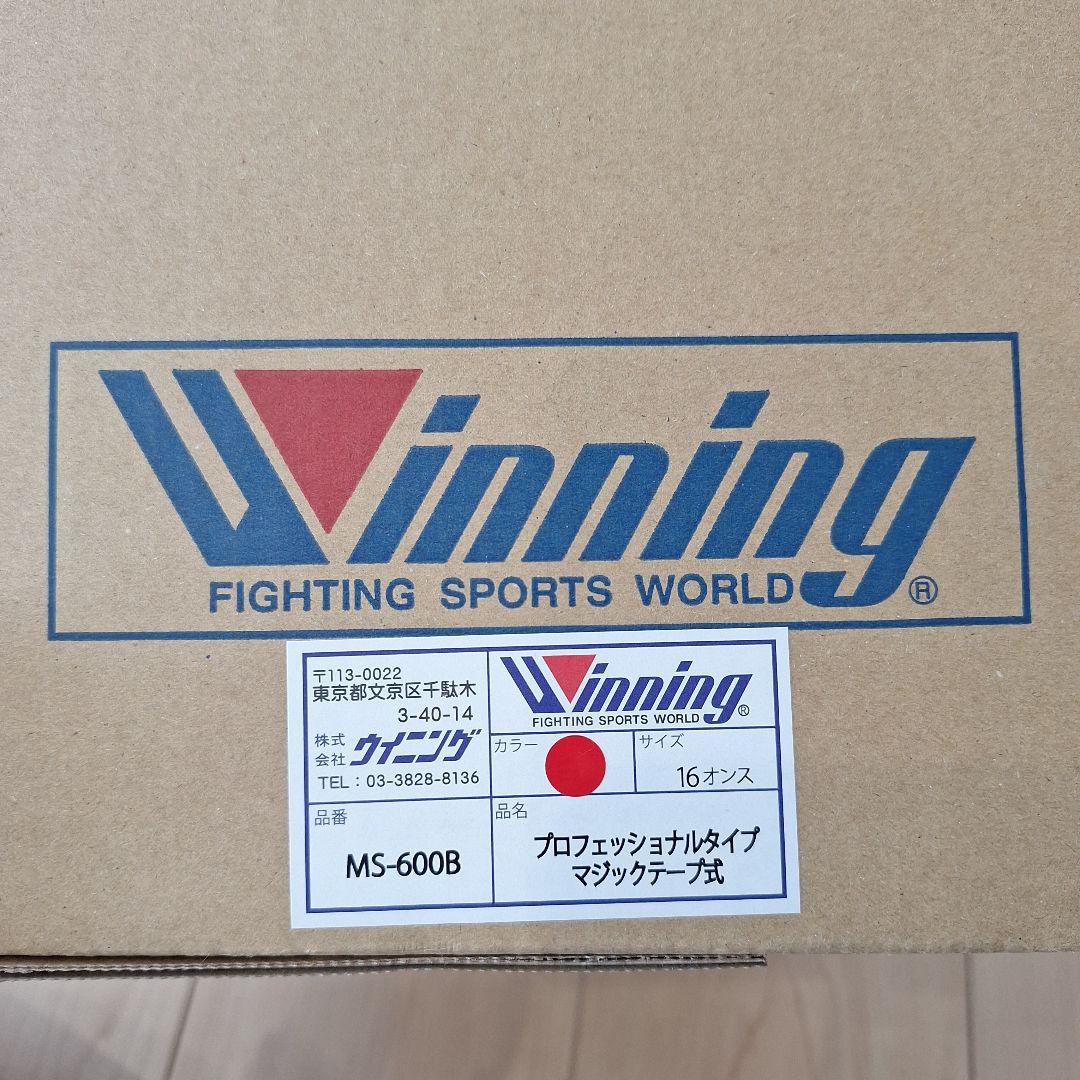 Winning
FIGHTING SPORTS WORLD®
〒113-0022
東京都文京区千駄木
3-40-14
株式会社 ウイニング
TEL：03-3828-8136
Winning
FIGHTING SPORTS WORLD®
カラー
サイズ
16オンス
品番
MS-600B
品名
プロフェッショナルタイプ
マジックテープ式